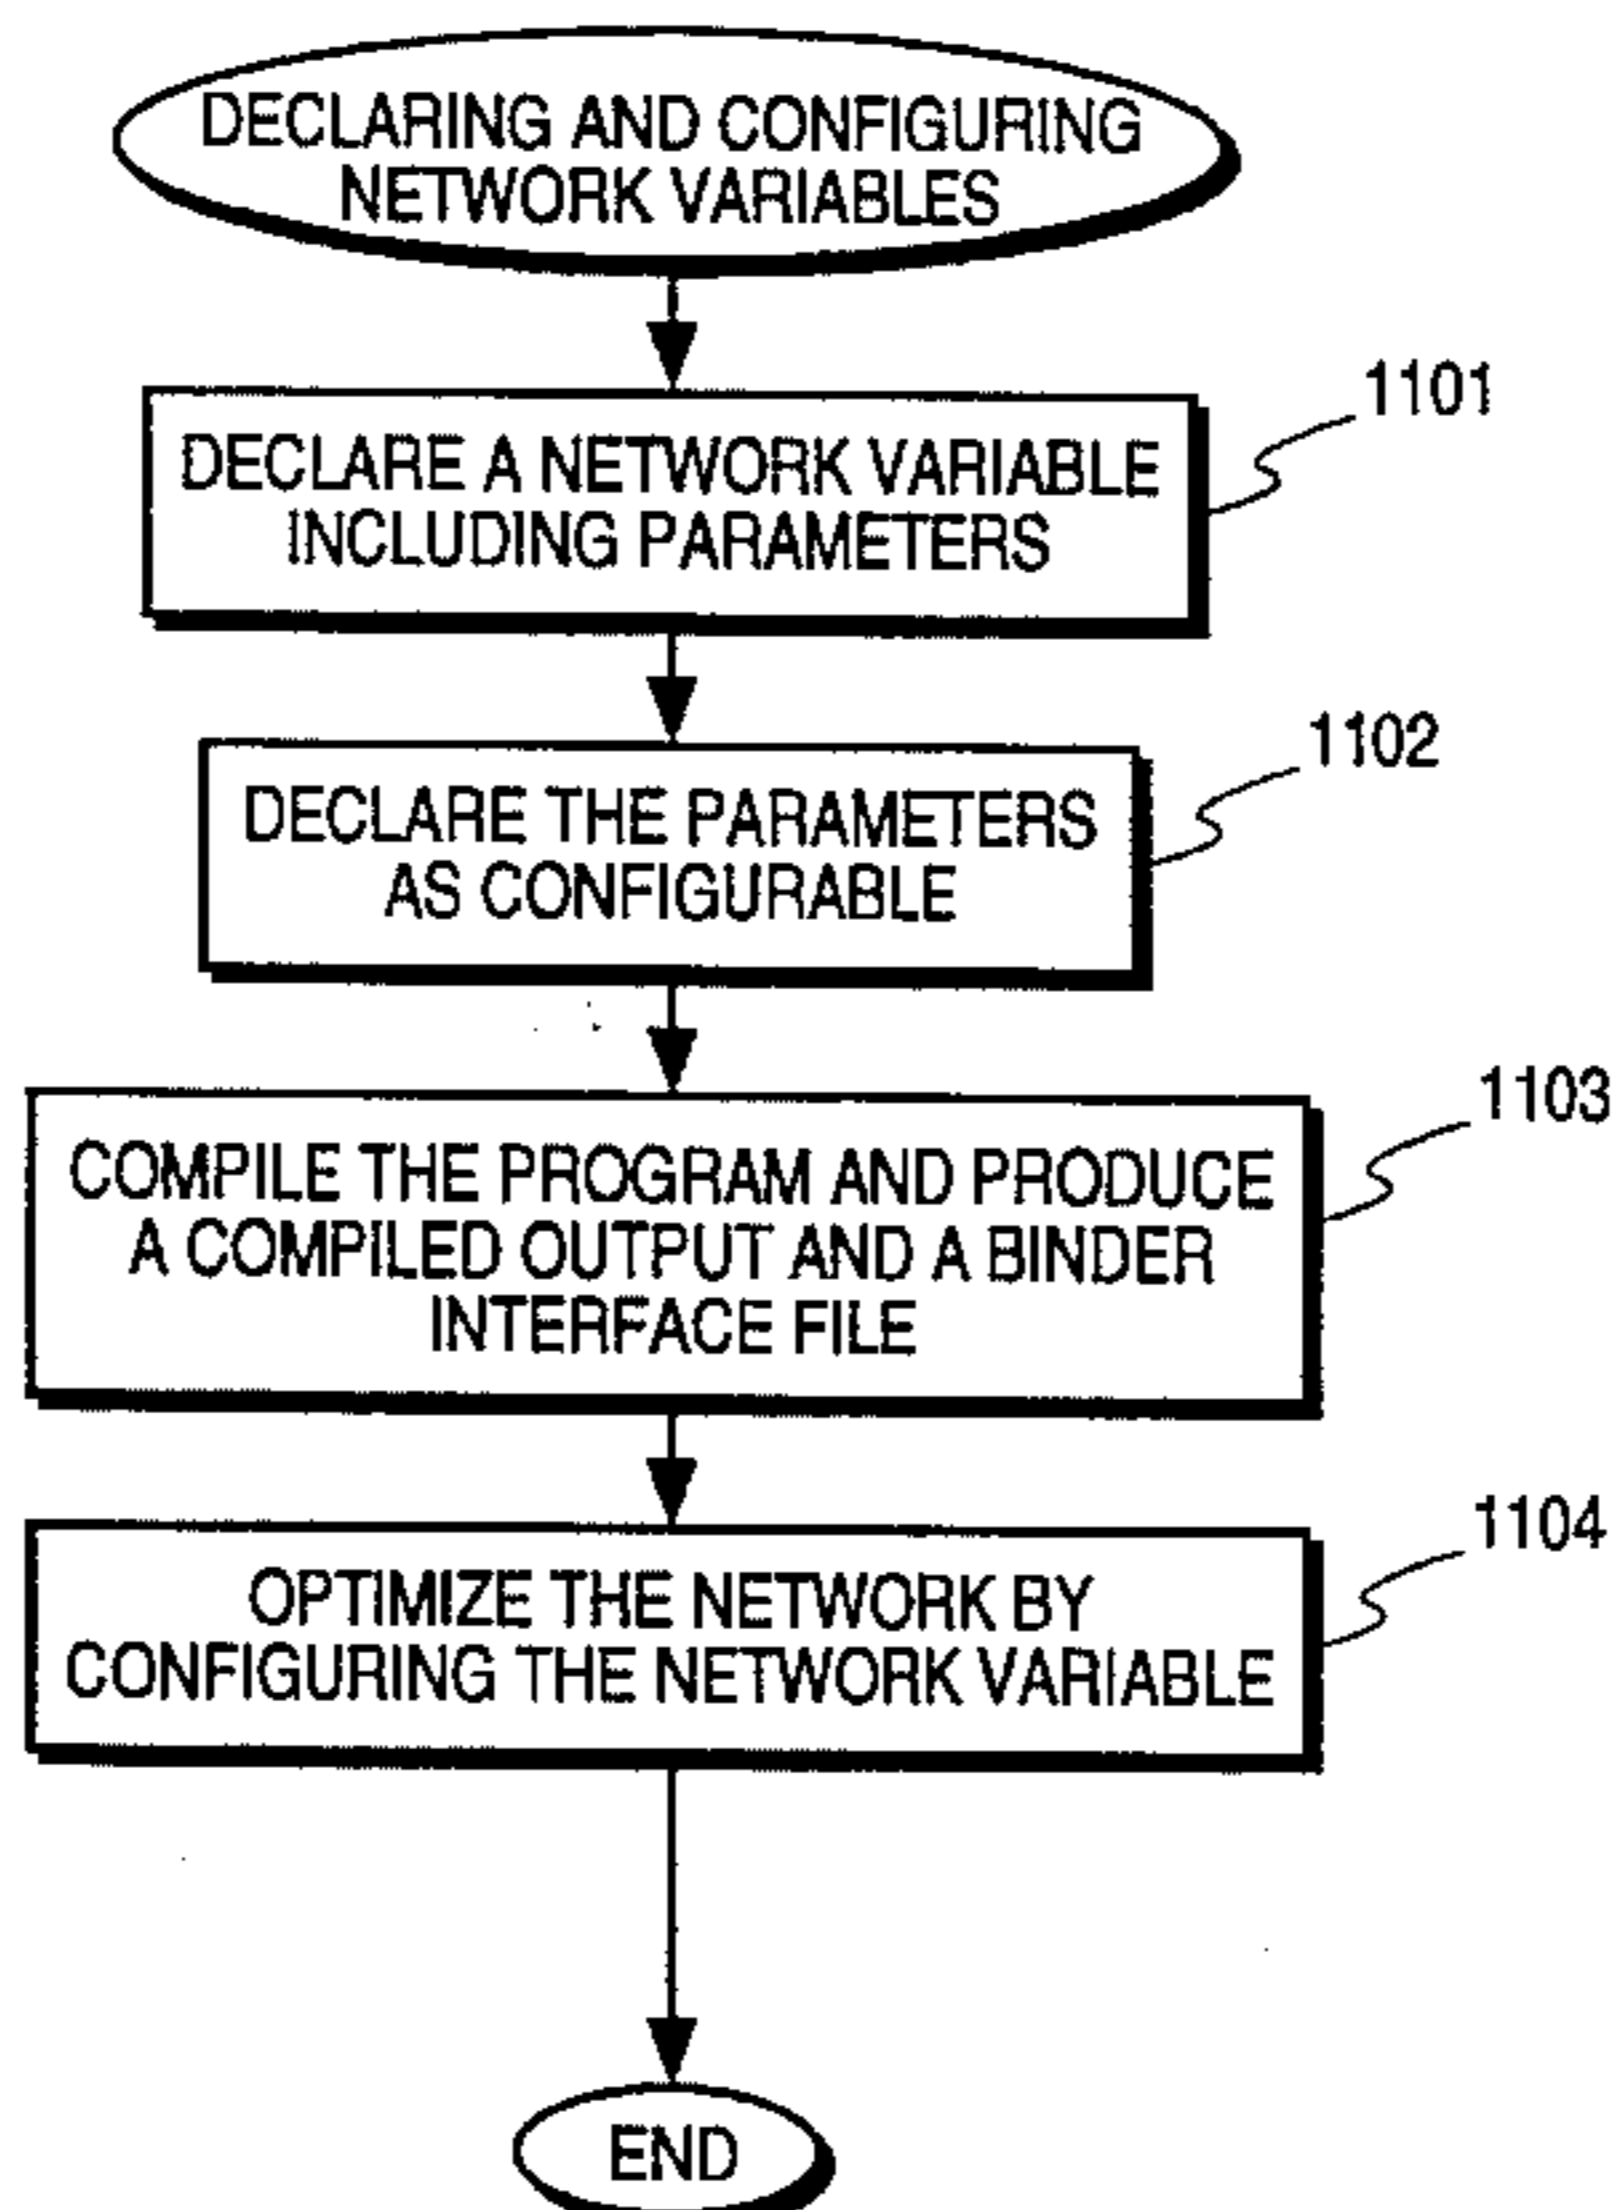 DECLARING AND CONFIGURING
NETWORK VARIABLES
1101
DECLARE A NETWORK VARIABLE
INCLUDING PARAMETERS
1102
DECLARE THE PARAMETERS
AS CONFIGURABLE
1103
COMPILE THE PROGRAM AND PRODUCE
A COMPILED OUTPUT AND A BINDER
INTERFACE FILE
1104
OPTIMIZE THE NETWORK BY
CONFIGURING THE NETWORK VARIABLE
END